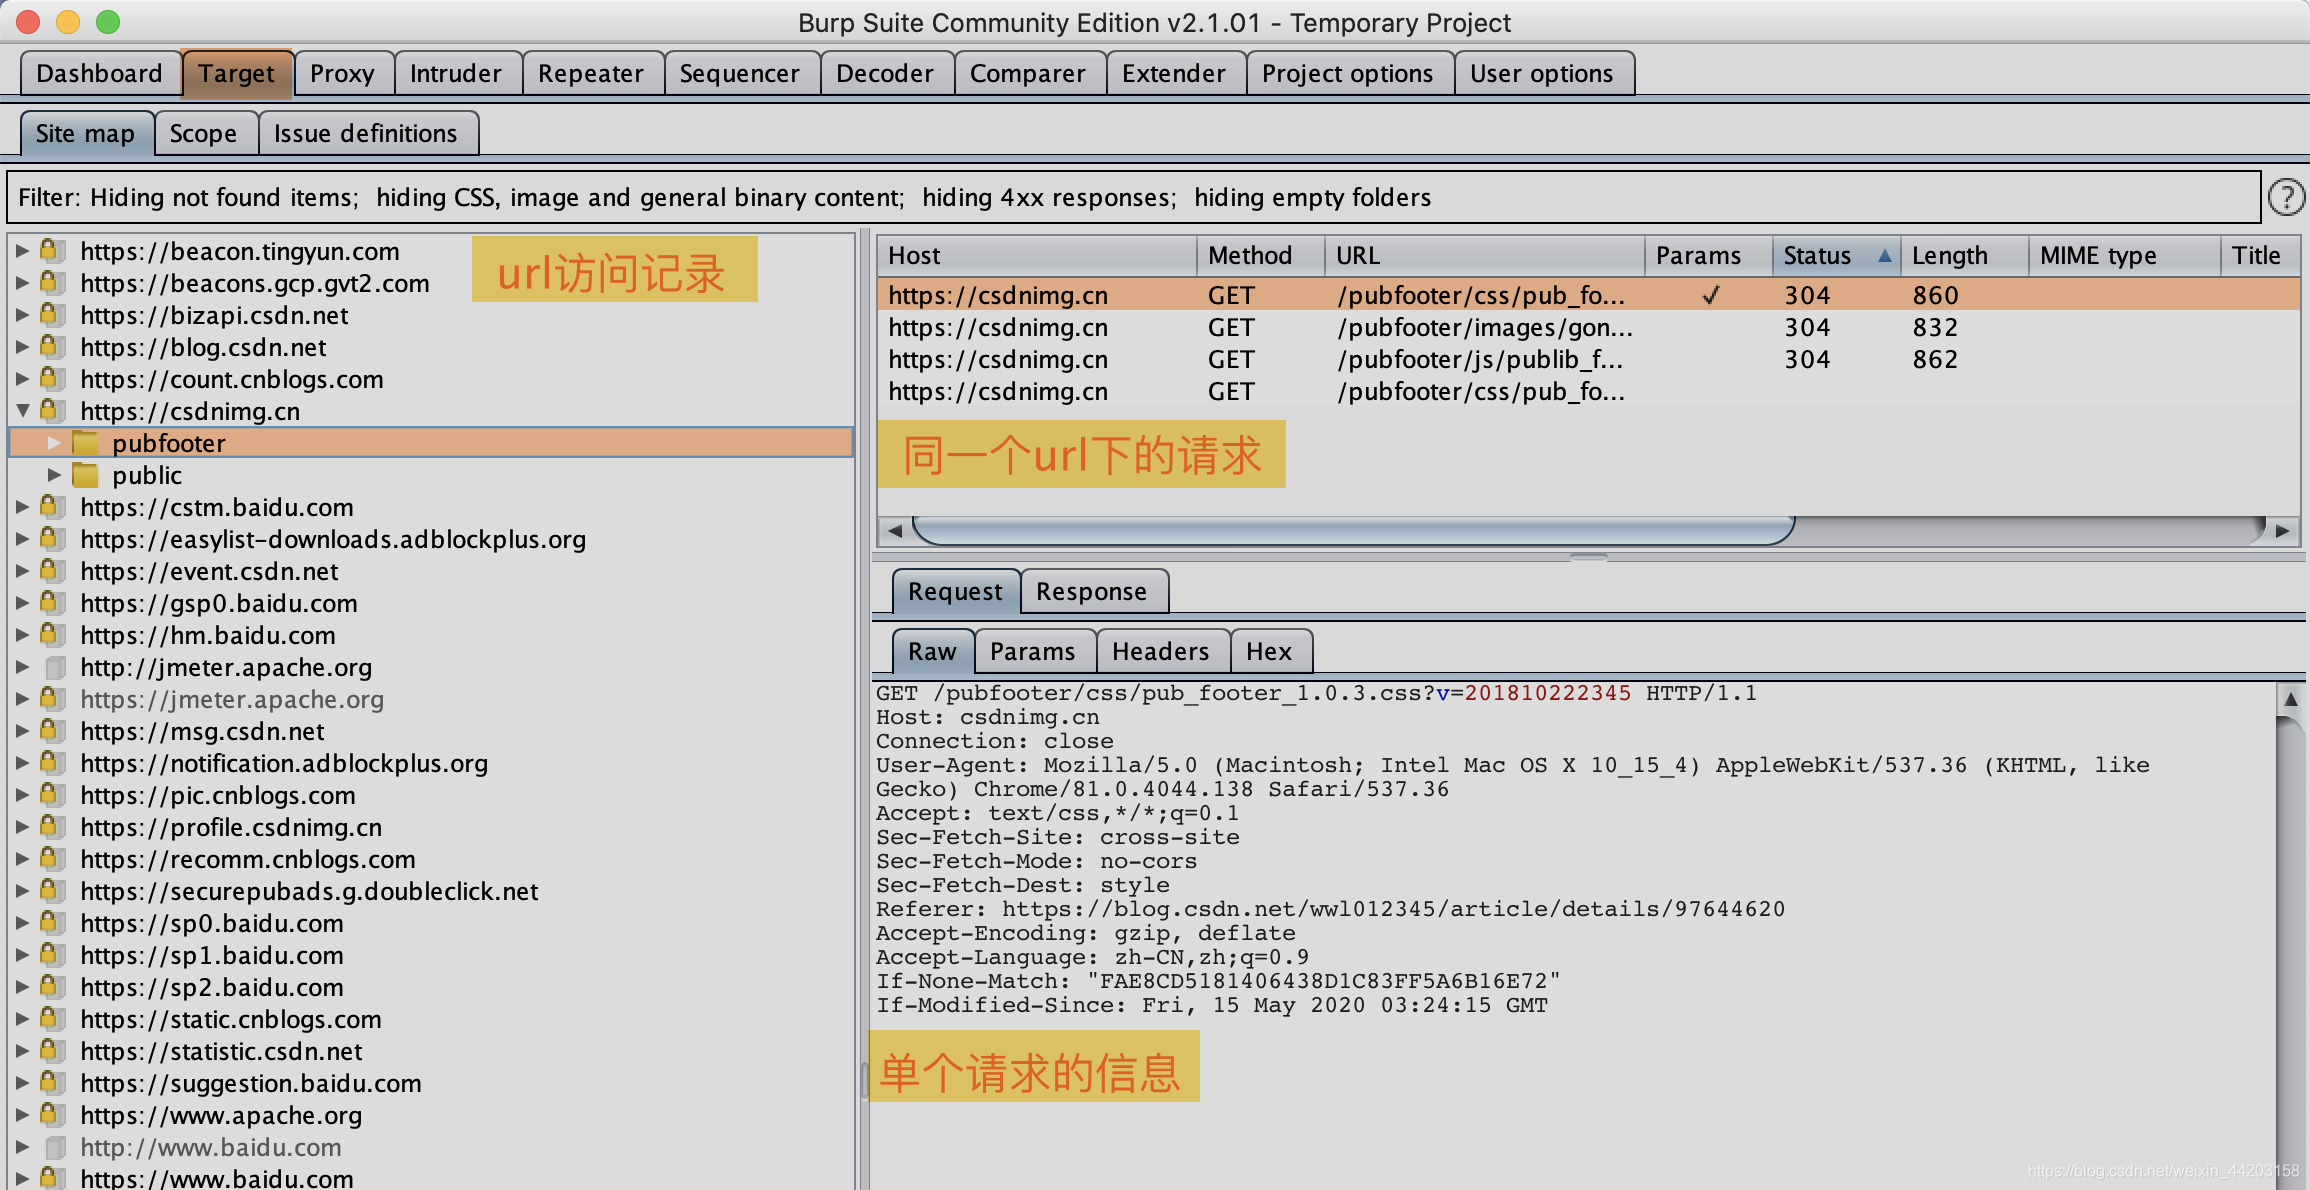 Burp Suite Community Edition v2.1.01 - Temporary Project
Dashboard Target Proxy Intruder Repeater Sequencer Decoder Comparer Extender Project options User options
Site map Scope Issue definitions
Filter: Hiding not found items; hiding CSS, image and general binary content; hiding 4xx responses; hiding empty folders ?
https://beacon.tingyun.com
https://beacons.gcp.gvt2.com
https://bizapi.csdn.net
https://blog.csdn.net
https://count.cnblogs.com
https://csdnimg.cn
pubfooter
public
https://cstm.baidu.com
https://easylist-downloads.adblockplus.org
https://event.csdn.net
https://gsp0.baidu.com
https://hm.baidu.com
http://jmeter.apache.org
https://jmeter.apache.org
https://msg.csdn.net
https://notification.adblockplus.org
https://pic.cnblogs.com
https://profile.csdnimg.cn
https://recomm.cnblogs.com
https://securepubads.g.doubleclick.net
https://sp0.baidu.com
https://sp1.baidu.com
https://sp2.baidu.com
https://static.cnblogs.com
https://statistic.csdn.net
https://suggestion.baidu.com
https://www.apache.org
http://www.baidu.com
https://www.baidu.com
url访问记录
Host Method URL Params Status Length MIME type Title
https://csdnimg.cn GET /pubfooter/css/pub_fo... ✓ 304 860
https://csdnimg.cn GET /pubfooter/images/gon... 304 832
https://csdnimg.cn GET /pubfooter/js/publib_f... 304 862
https://csdnimg.cn GET /pubfooter/css/pub_fo...
同一个url下的请求
Request Response
Raw Params Headers Hex
GET /pubfooter/css/pub_footer_1.0.3.css?v=201810222345 HTTP/1.1
Host: csdnimg.cn
Connection: close
User-Agent: Mozilla/5.0 (Macintosh; Intel Mac OS X 10_15_4) AppleWebKit/537.36 (KHTML, like
Gecko) Chrome/81.0.4044.138 Safari/537.36
Accept: text/css,*/*;q=0.1
Sec-Fetch-Site: cross-site
Sec-Fetch-Mode: no-cors
Sec-Fetch-Dest: style
Referer: https://blog.csdn.net/wwl012345/article/details/97644620
Accept-Encoding: gzip, deflate
Accept-Language: zh-CN,zh;q=0.9
If-None-Match: "FAE8CD5181406438D1C83FF5A6B16E72"
If-Modified-Since: Fri, 15 May 2020 03:24:15 GMT
单个请求的信息
https://blog.csdn.net/weixin_44203158